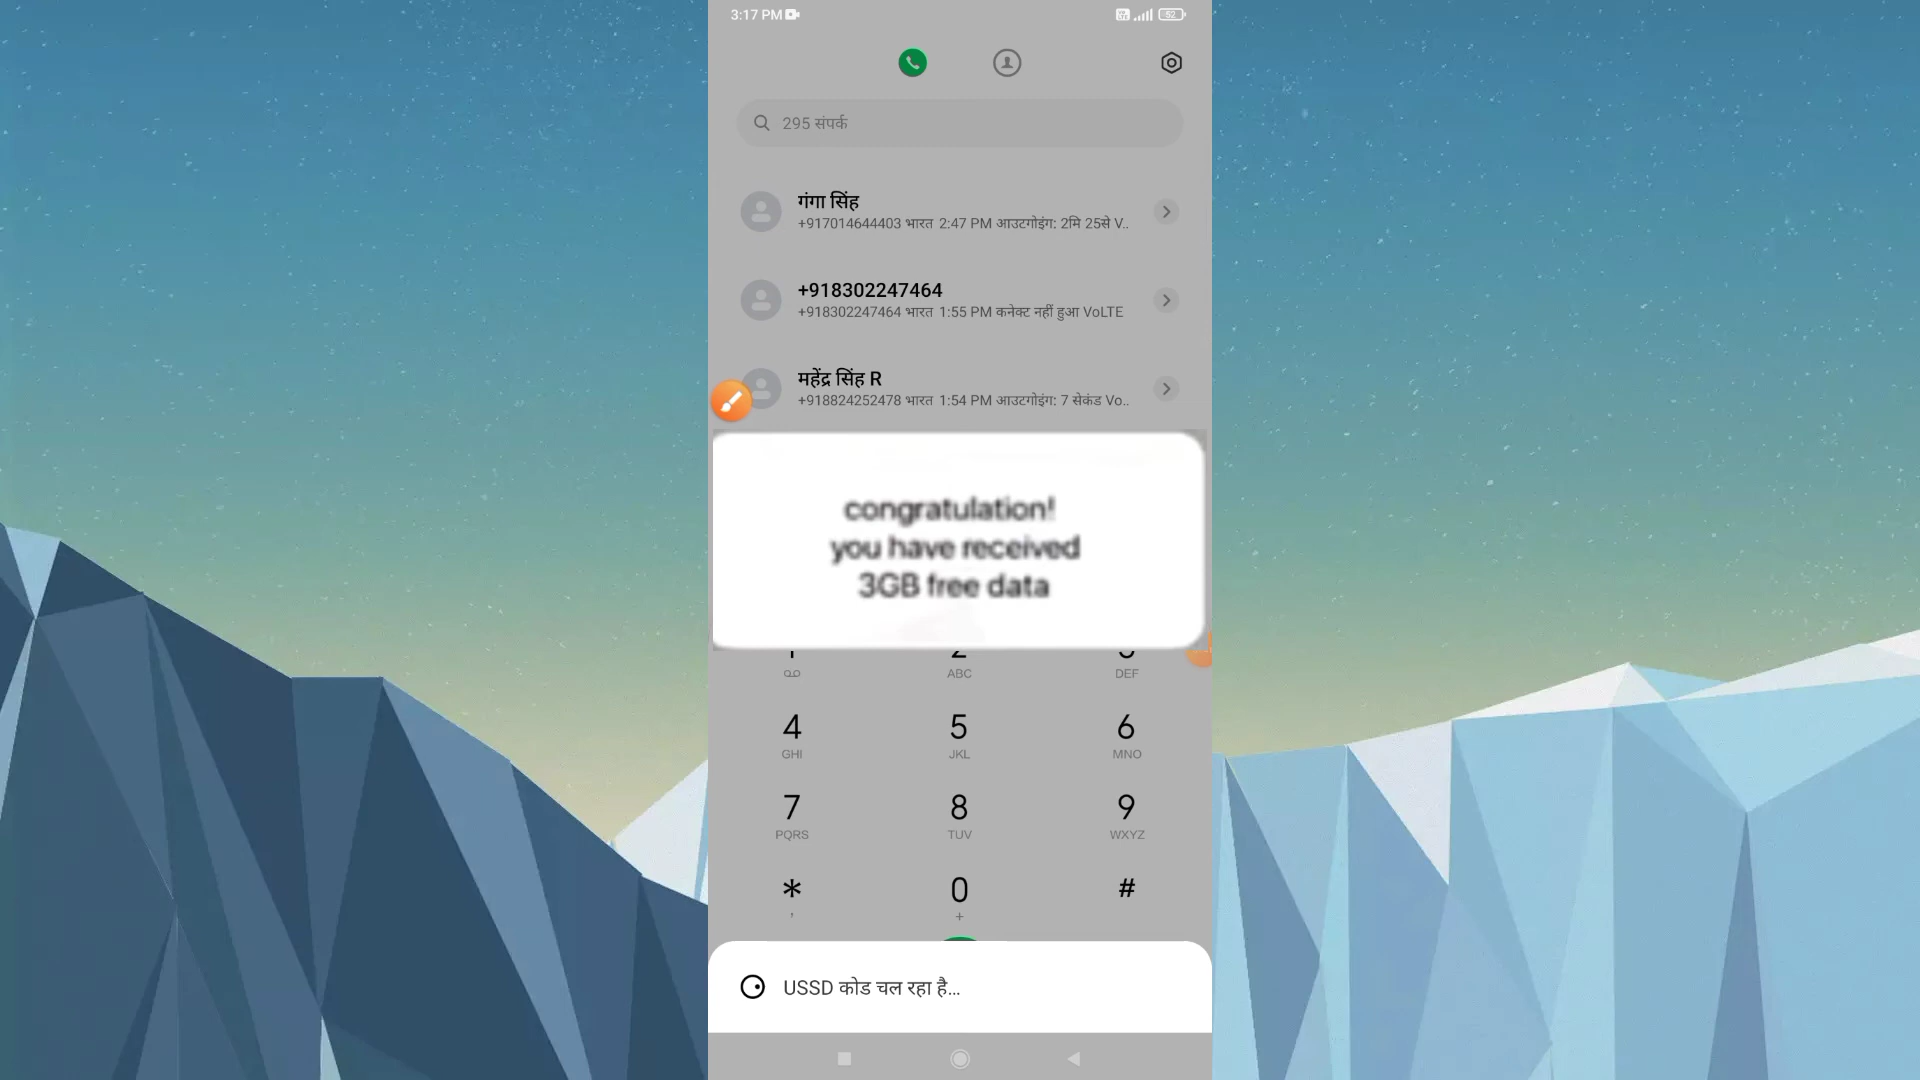 3:17 PM
52
295 संपर्क
गंगा सिंह
+917014644403 भारत 2:47 PM आउटगोइंग: 2मि 25से V..
+918302247464
+918302247464 भारत 1:55 PM कनेक्ट नहीं हुआ VoLTE
महेंद्र सिंह R
+918824252478 भारत 1:54 PM आउटगोइंग: 7 सेकंड Vo..
congratulation!
you have received
3GB free data
ABC DEF
4 5 6
GHI JKL MNO
7 8 9
PQRS TUV WXYZ
* 0 #
, +
USSD कोड चल रहा है...